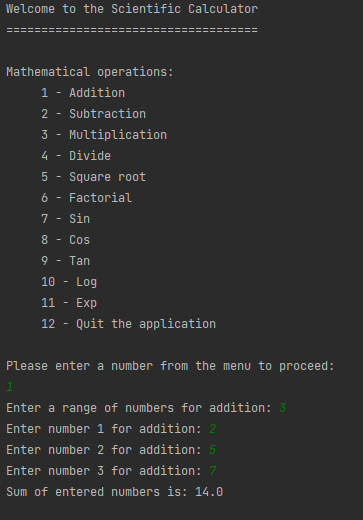 Welcome to the Scientific Calculator
====================================
Mathematical operations:
1 - Addition
2 - Subtraction
3 - Multiplication
4 - Divide
5 - Square root
6 - Factorial
7 - Sin
8 - Cos
9 - Tan
10 - Log
11 - Exp
12 - Quit the application
Please enter a number from the menu to proceed:
1
Enter a range of numbers for addition: 3
Enter number 1 for addition: 2
Enter number 2 for addition: 5
Enter number 3 for addition: 7
Sum of entered numbers is: 14.0